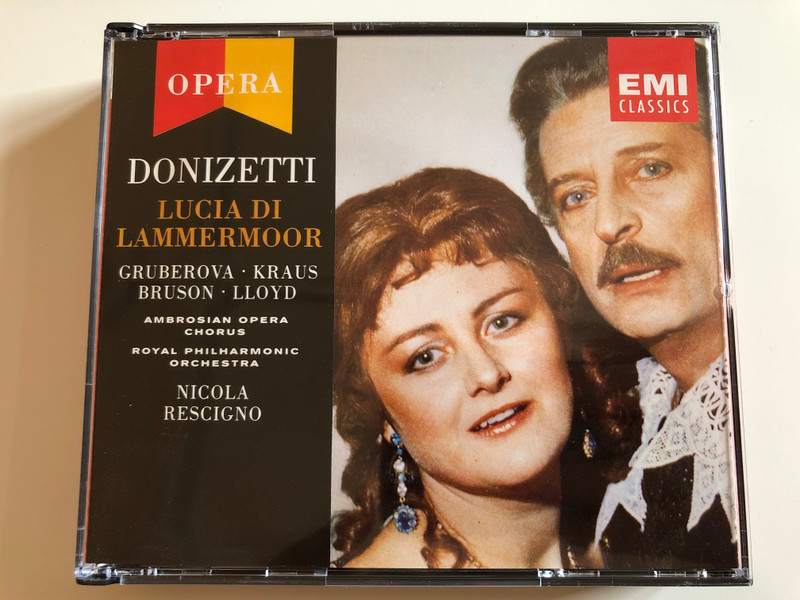 OPERA
EMI
CLASSICS
DONIZETTI
LUCIA DI
LAMMERMOOR
GRUBEROVA · KRAUS
BRUSON · LLOYD
AMBROSIAN OPERA
CHORUS
ROYAL PHILHARMONIC
ORCHESTRA
NICOLA
RESCIGNO